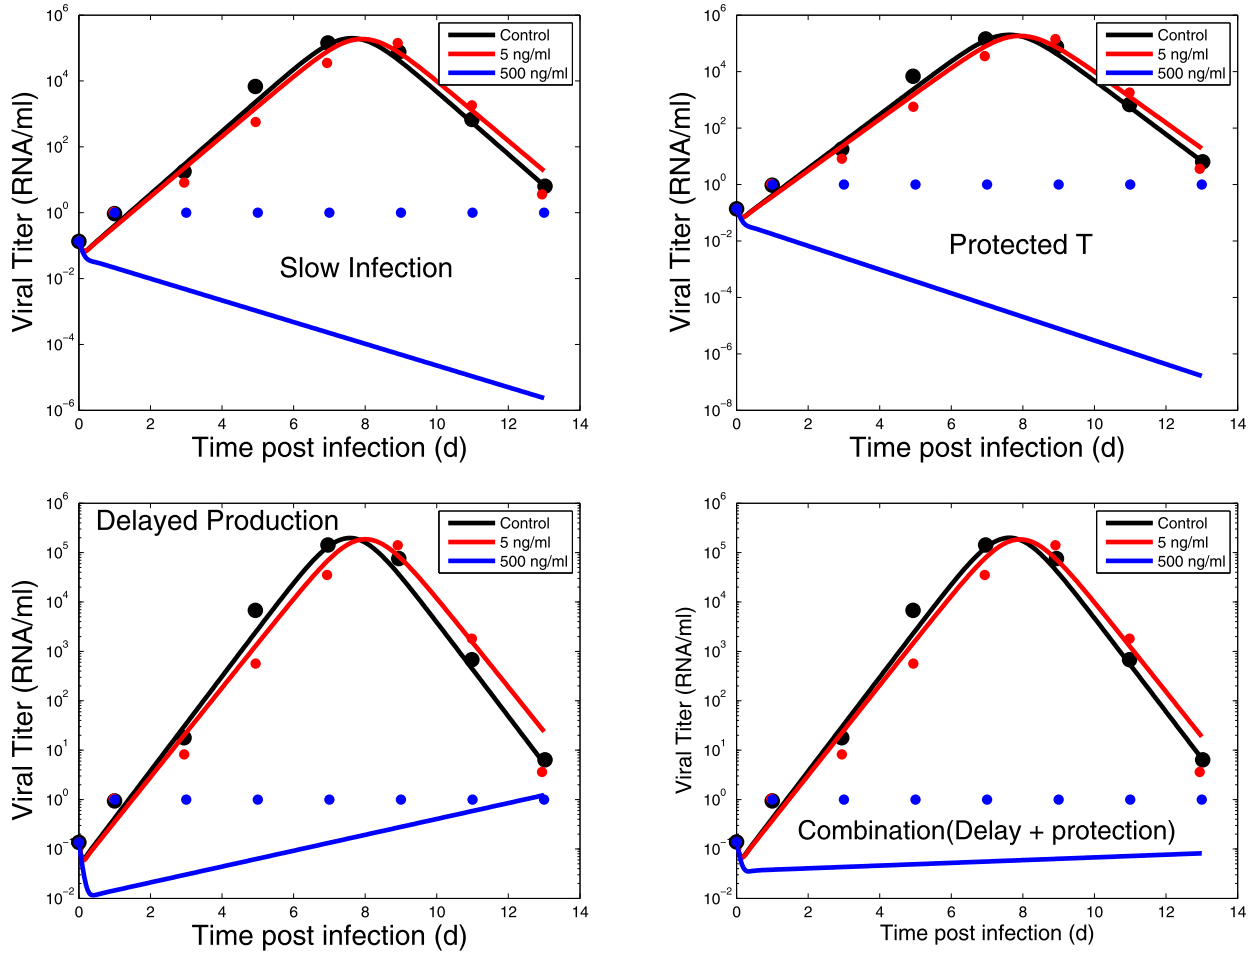 10^6
10^4
10^2
10^0
10^−2
10^−4
10^−6
Viral Titer (RNA/ml)
Control
5 ng/ml
500 ng/ml
Slow Infection
0 2 4 6 8 10 12 14
Time post infection (d)
10^6
10^4
10^2
10^0
10^−2
10^−4
10^−6
10^−8
Viral Titer (RNA/ml)
Control
5 ng/ml
500 ng/ml
Protected T
0 2 4 6 8 10 12 14
Time post infection (d)
10^6
10^5
10^4
10^3
10^2
10^1
10^0
10^−1
10^−2
Viral Titer (RNA/ml)
Delayed Production
Control
5 ng/ml
500 ng/ml
0 2 4 6 8 10 12 14
Time post infection (d)
10^6
10^5
10^4
10^3
10^2
10^1
10^0
10^−1
10^−2
Viral Titer (RNA/ml)
Control
5 ng/ml
500 ng/ml
Combination(Delay + protection)
0 2 4 6 8 10 12 14
Time post infection (d)